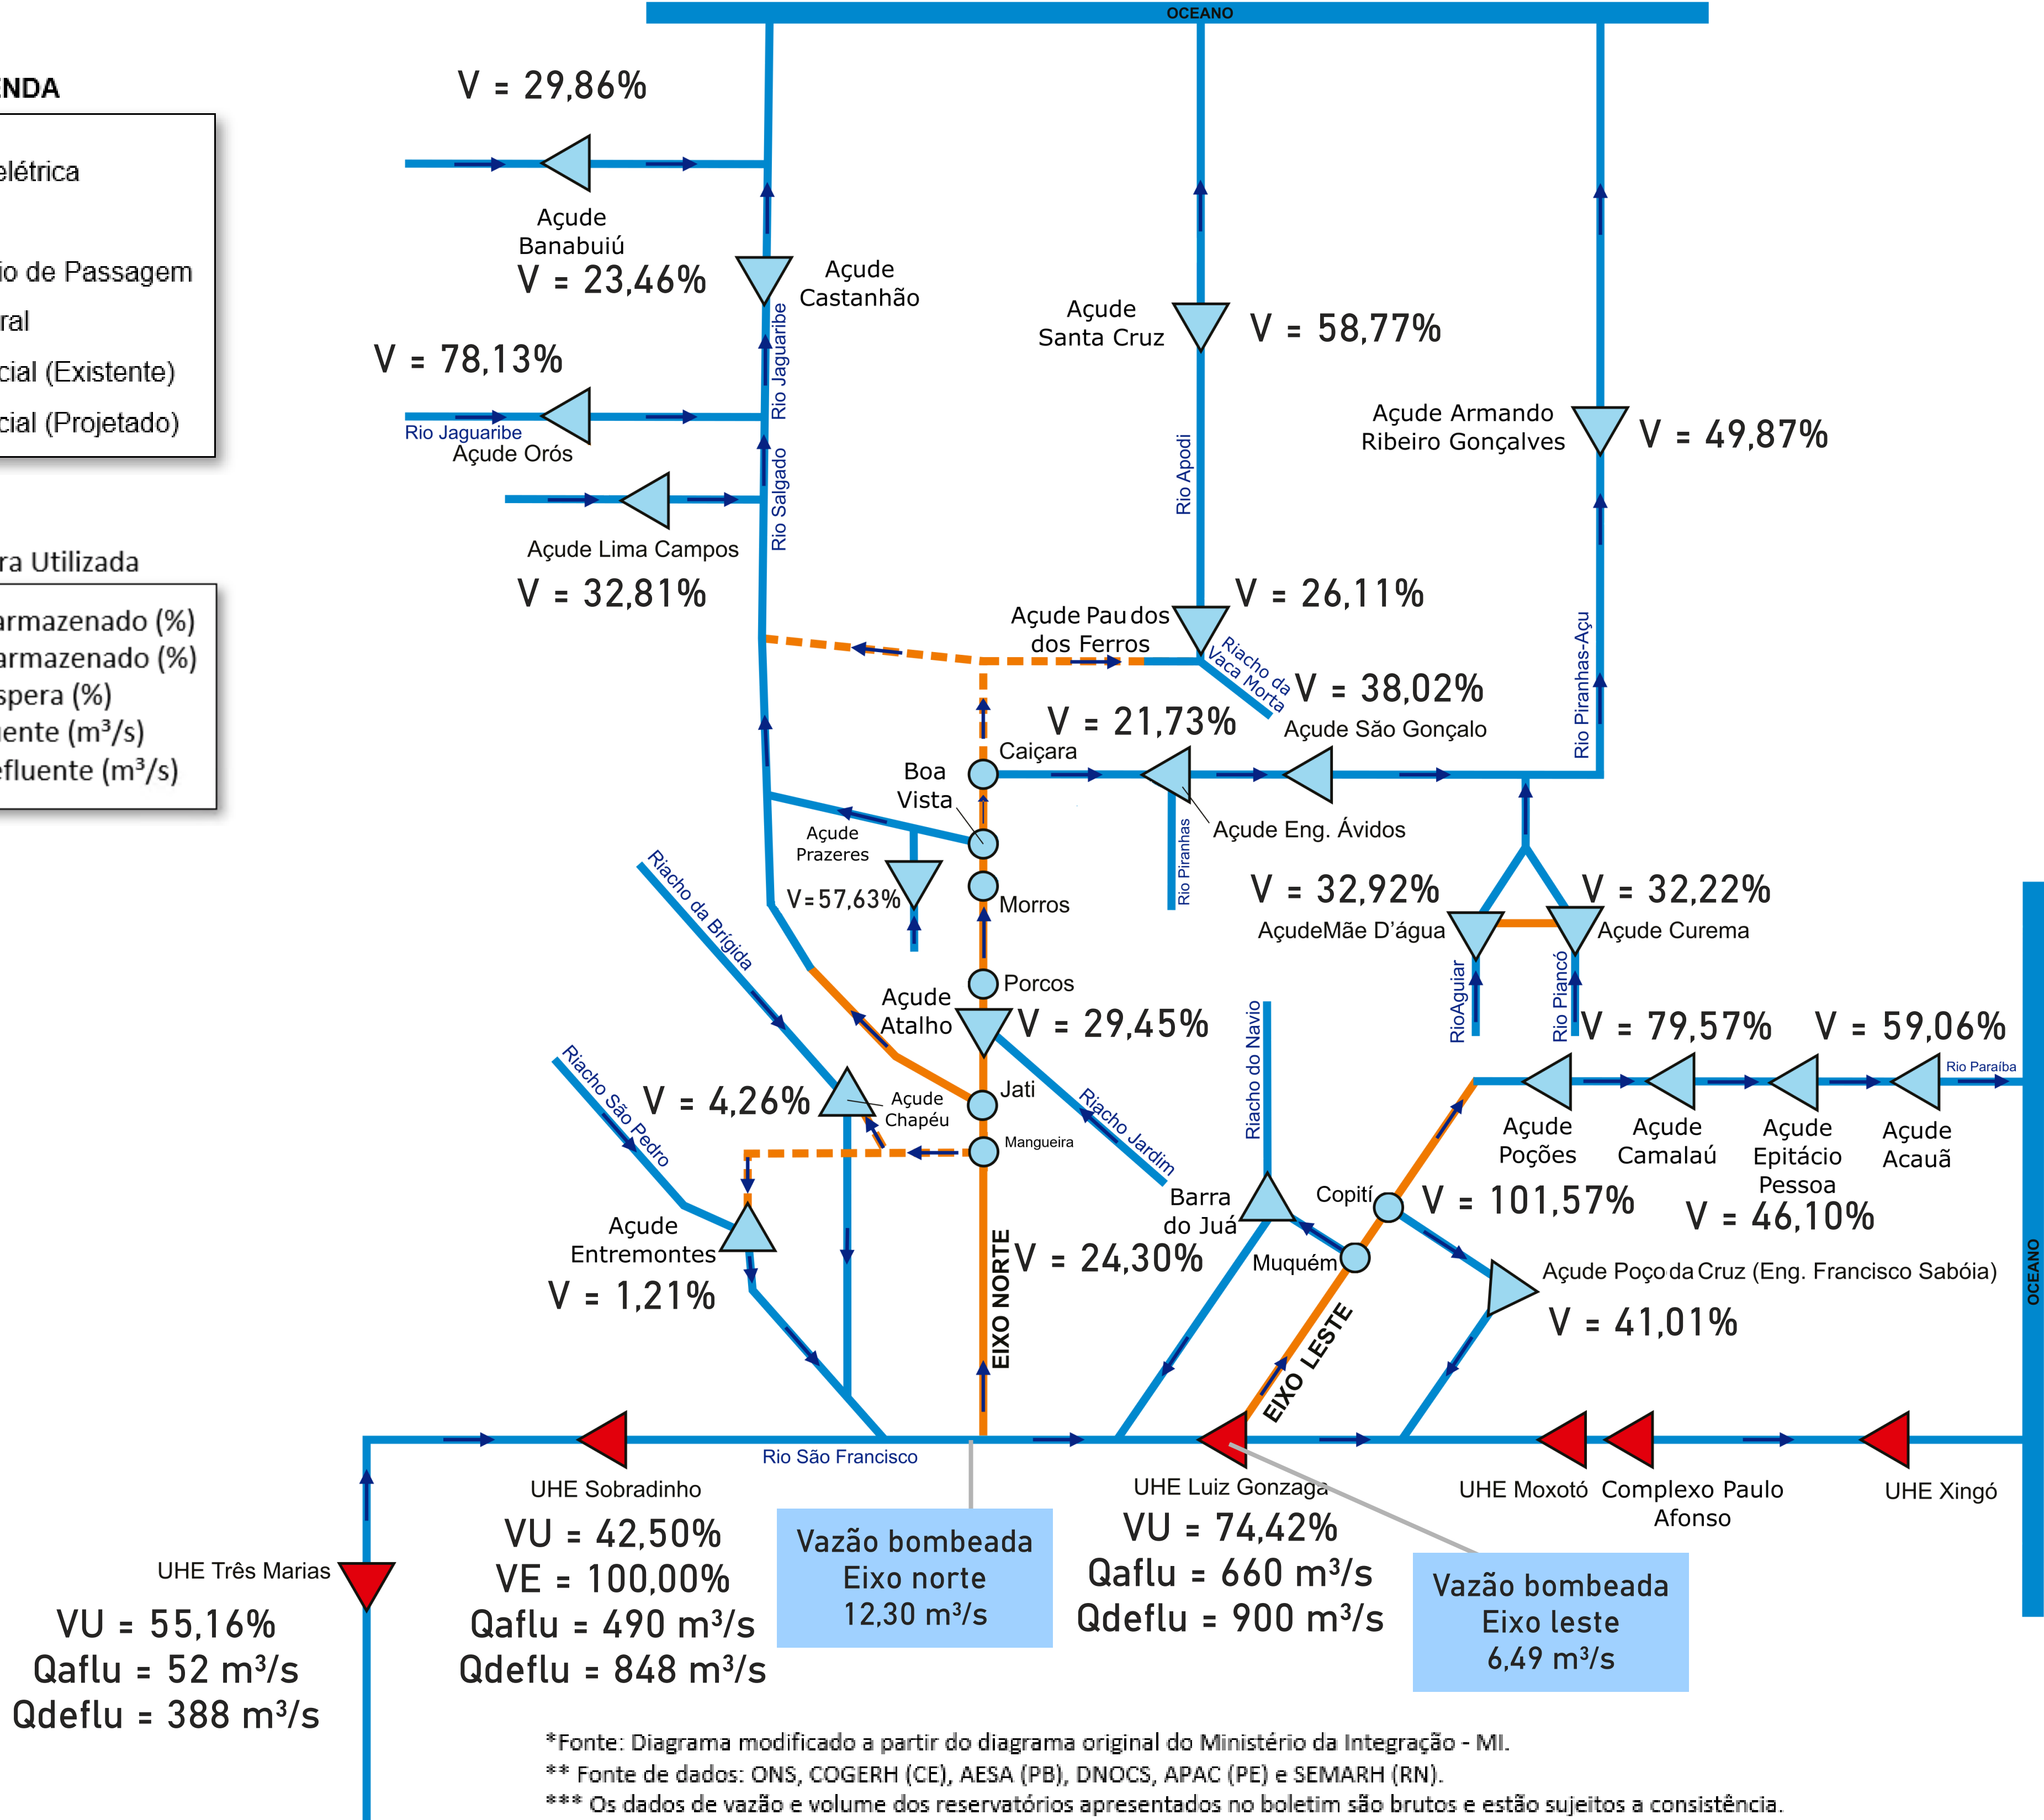 OCEANO
ENDA
elétrica
io de Passagem
ral
cial (Existente)
cial (Projetado)
ra Utilizada
armazenado (%)
armazenado (%)
spera (%)
uente (m³/s)
efluente (m³/s)
V = 29,86%
Açude
Banabuiú
V = 23,46%
Açude
Castanhão
Rio Jaguaribe
V = 78,13%
Rio Jaguaribe
Açude Orós
Rio Salgado
Açude Lima Campos
V = 32,81%
Açude
Santa Cruz
V = 58,77%
Rio Apodi
Açude Armando
Ribeiro Gonçalves
V = 49,87%
Rio Piranhas-Açu
Açude Pau dos
dos Ferros
V = 26,11%
Riacho da
Vaca Morta
V = 38,02%
Açude São Gonçalo
V = 21,73%
Caiçara
Boa
Vista
Açude Eng. Ávidos
Rio Piranhas
Açude
Prazeres
V= 57,63%
Morros
Porcos
Açude
Atalho
V = 29,45%
Riacho da Brígida
Riacho São Pedro
V = 4,26%
Açude
Chapéu
Jati
Mangueira
Riacho Jardim
Açude
Entremontes
V = 1,21%
EIXO NORTE
V = 24,30%
V = 32,92%
AçudeMãe D'água
V = 32,22%
Açude Curema
RioAguiar
Rio Piancó
V = 79,57%
V = 59,06%
Rio Paraíba
Riacho do Navio
Açude
Poções
Açude
Camalaú
Açude
Epitácio
Pessoa
Açude
Acauã
V = 101,57%
V = 46,10%
Barra
do Juá
Copití
Muquém
Açude Poço da Cruz (Eng. Francisco Sabóia)
V = 41,01%
EIXO LESTE
OCEANO
Rio São Francisco
UHE Sobradinho
VU = 42,50%
VE = 100,00%
Qaflu = 490 m³/s
Qdeflu = 848 m³/s
UHE Três Marias
VU = 55,16%
Qaflu = 52 m³/s
Qdeflu = 388 m³/s
Vazão bombeada
Eixo norte
12,30 m³/s
UHE Luiz Gonzaga
VU = 74,42%
Qaflu = 660 m³/s
Qdeflu = 900 m³/s
Vazão bombeada
Eixo leste
6,49 m³/s
UHE Moxotó
Complexo Paulo
Afonso
UHE Xingó
*Fonte: Diagrama modificado a partir do diagrama original do Ministério da Integração - MI.
** Fonte de dados: ONS, COGERH (CE), AESA (PB), DNOCS, APAC (PE) e SEMARH (RN).
*** Os dados de vazão e volume dos reservatórios apresentados no boletim são brutos e estão sujeitos a consistência.